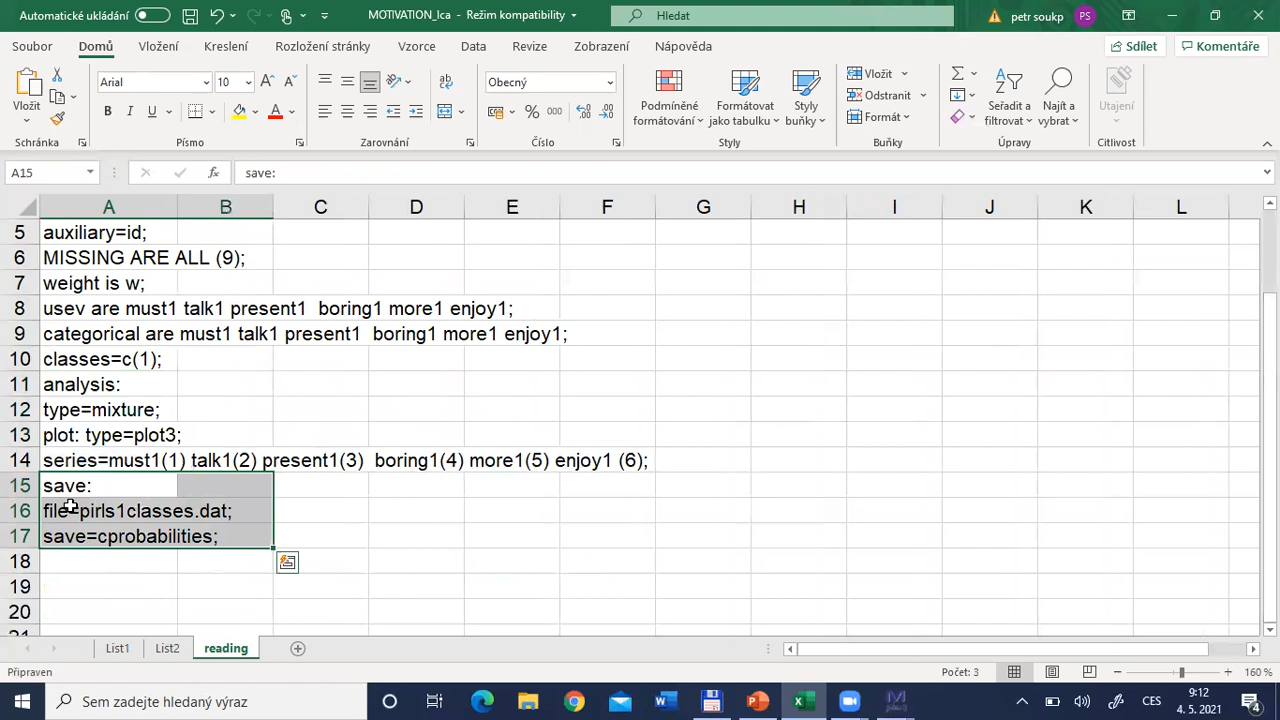 Automatické ukládání
MOTIVATION_lca - Režim kompatibility
Hledat
petr soukp
PS
Soubor Domů Vložení Kreslení Rozložení stránky Vzorce Data Revize Zobrazení Nápověda
Sdílet
Komentáře
Vložit
Schránka
Arial
10
Písmo
Zarovnání
Obecný
Číslo
Podmíněné formátování
Formátovat jako tabulku
Styly buňky
Styly
Vložit
Odstranit
Formát
Buňky
Seřadit a filtrovat
Najít a vybrat
Úpravy
Utajení
Citlivost
A15
save:
A B C D E F G H I J K L
5 auxiliary=id;
6 MISSING ARE ALL (9);
7 weight is w;
8 usev are must1 talk1 present1  boring1 more1 enjoy1;
9 categorical are must1 talk1 present1  boring1 more1 enjoy1;
10 classes=c(1);
11 analysis:
12 type=mixture;
13 plot: type=plot3;
14 series=must1(1) talk1(2) present1(3)  boring1(4) more1(5) enjoy1 (6);
15 save:
16 file=pirls1classes.dat;
17 save=cprobabilities;
18
19
20
21
List1 List2 reading
Připraven
Počet: 3
160 %
Sem zadejte hledaný výraz
CES
9:12
4. 5. 2021
4